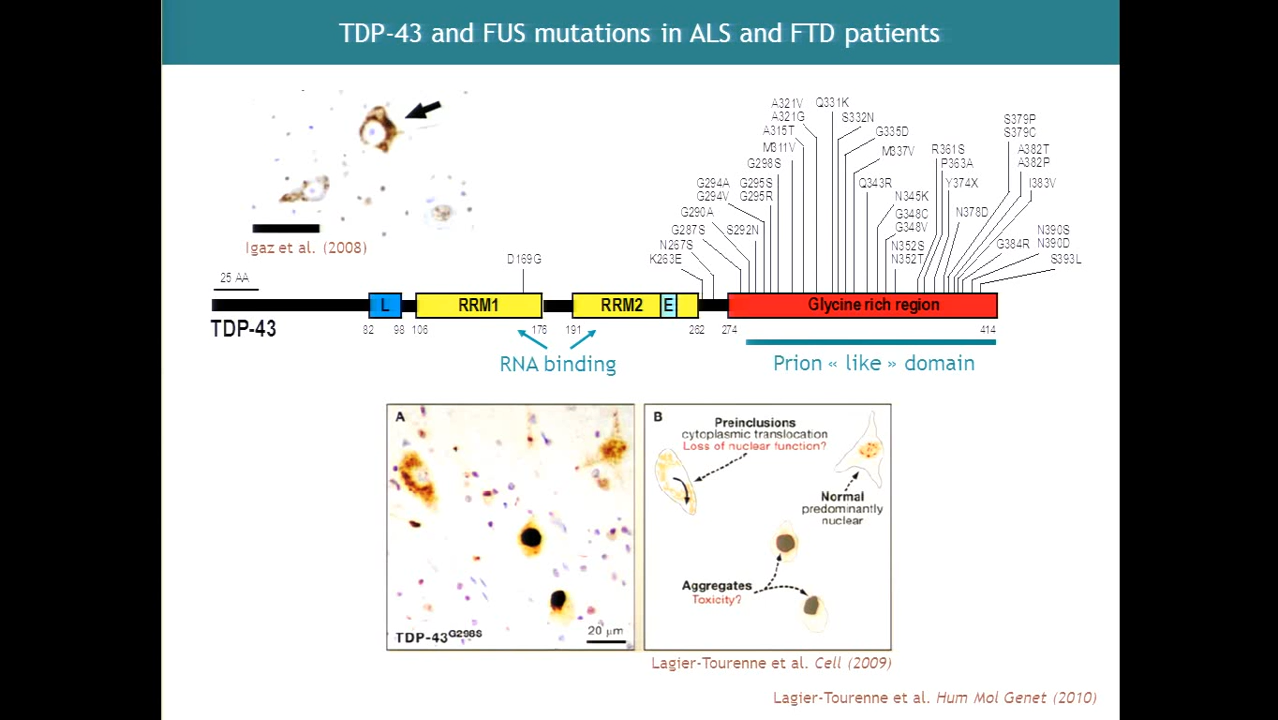 TDP-43 and FUS mutations in ALS and FTD patients
Igaz et al. (2008)
A321V
A321G
A315T
M311V
G298S
Q331K
S332N
G335D
M337V
G294A
G294V
G295S
G295R
G290A
G287S
S292N
N267S
K263E
Q343R
N345K
G348C
G348V
N352S
N352T
R361S
P363A
Y374X
N378D
S379P
S379C
A382T
A382P
I383V
G384R
N390S
N390D
S393L
D169G
25 AA
L
RRM1
RRM2
E
Glycine rich region
TDP-43
82
98
106
176
191
262
274
414
RNA binding
Prion « like » domain
A
TDP-43G298S
20 µm
B
Preinclusions
cytoplasmic translocation
Loss of nuclear function?
Normal
predominantly
nuclear
Aggregates
Toxicity?
Lagier-Tourenne et al. Cell (2009)
Lagier-Tourenne et al. Hum Mol Genet (2010)